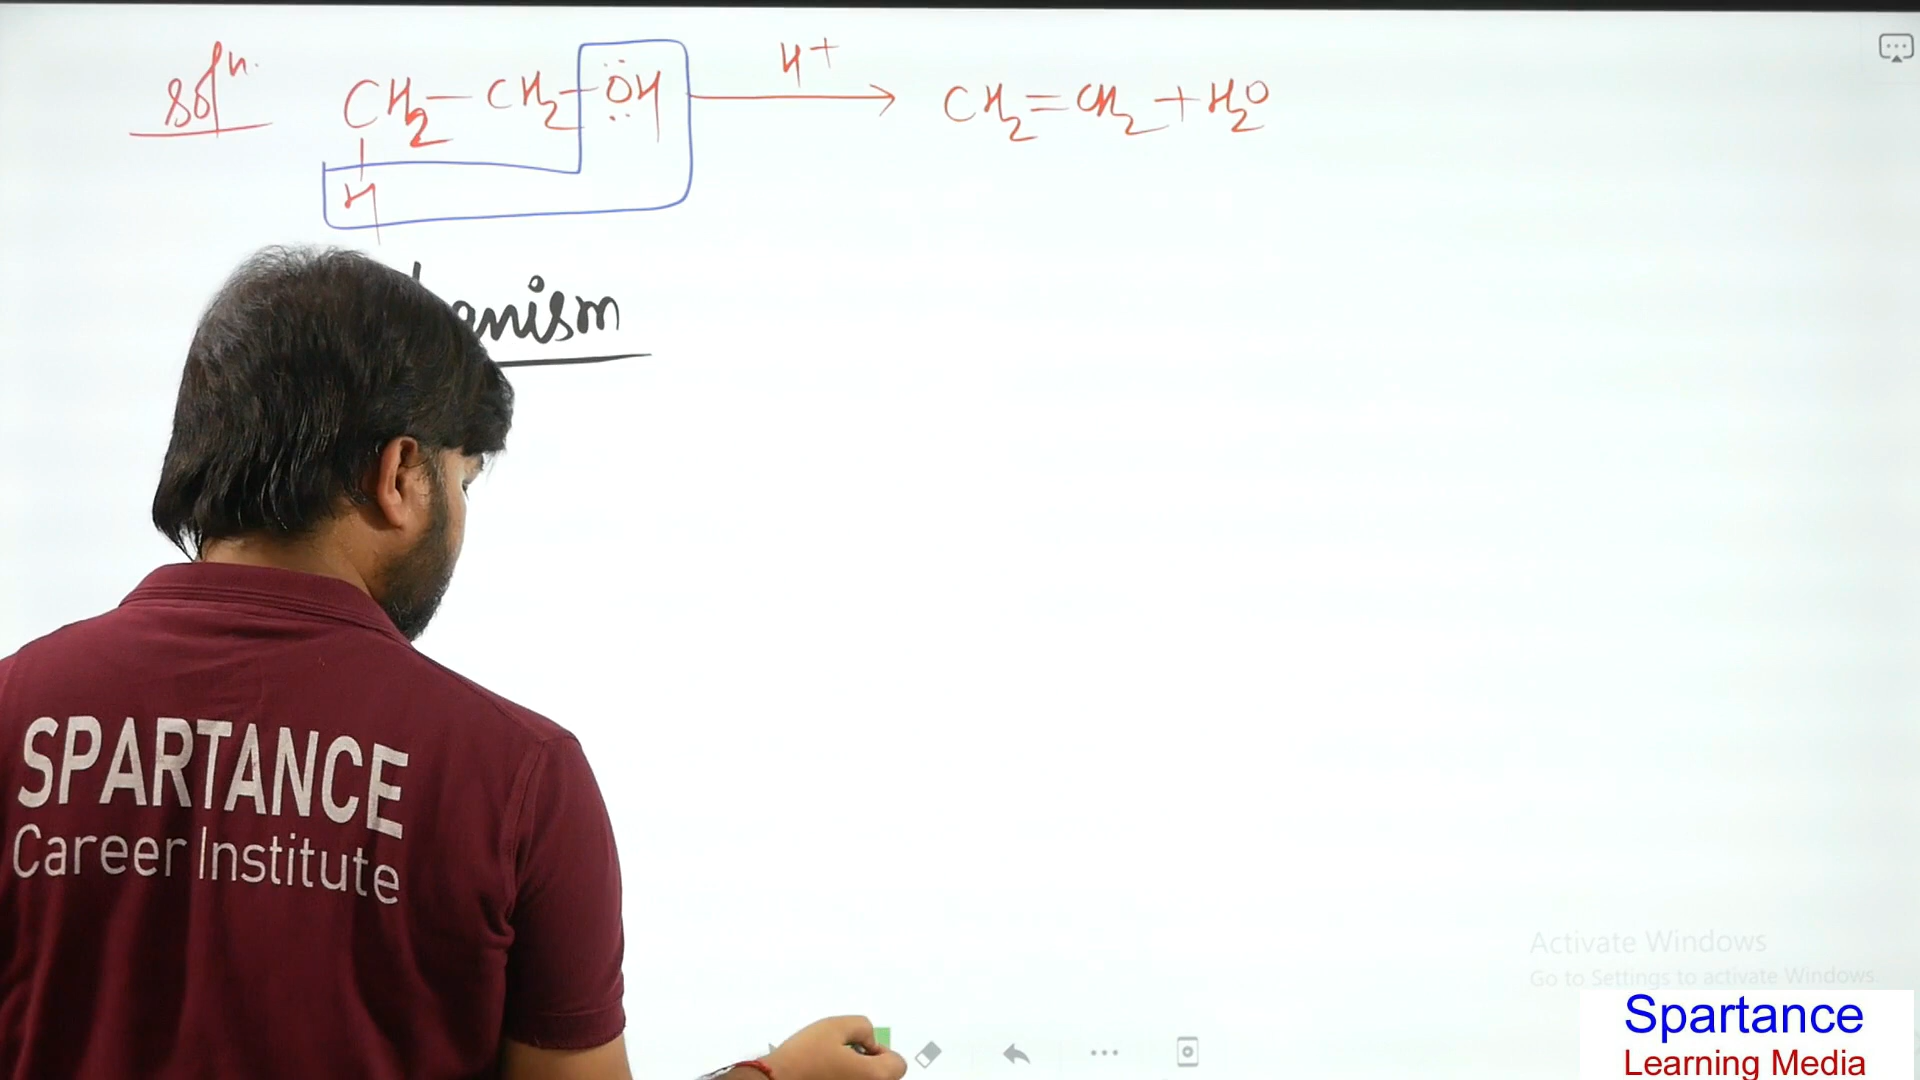 Solⁿ. CH₂–CH₂–ÖH H⁺ → CH₂=CH₂+H₂O
H
anism
SPARTANCE
Career Institute
Activate Windows
Go to Settings to activate Windows
Spartance
Learning Media